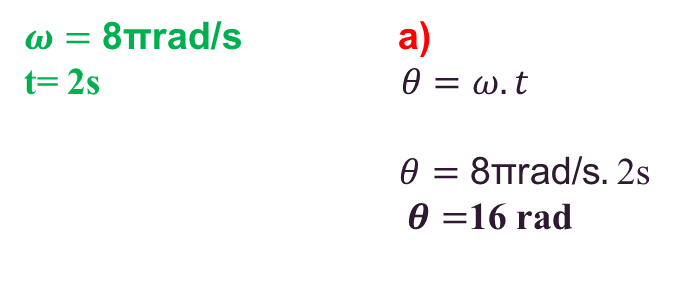 ω = 8πrad/s
t= 2s
a)
θ = ω. t
θ = 8πrad/s. 2s
θ =16 rad